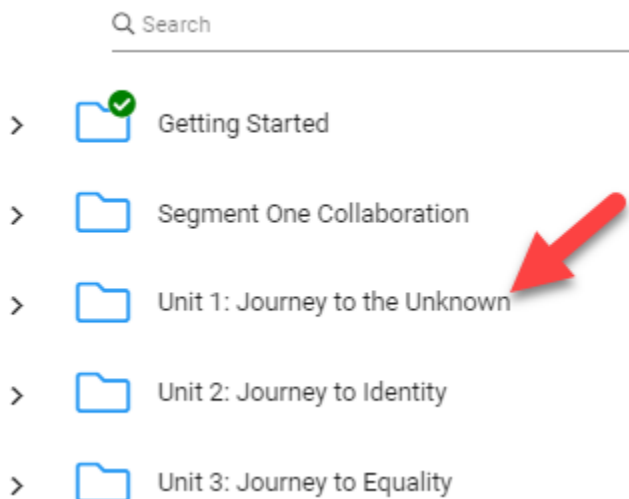 Search
Getting Started
Segment One Collaboration
Unit 1: Journey to the Unknown
Unit 2: Journey to Identity
Unit 3: Journey to Equality